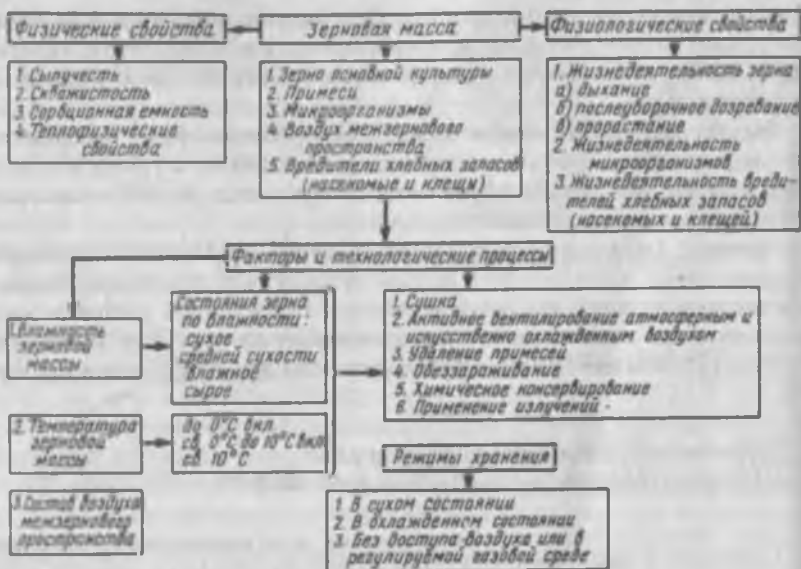 Физические свойства
1 Сыпучесть
2 Скважистость
3 Сорбционная емность
4 Теплофизические
свойства
Зерновая масса
1. Зерно основной культуры
2. Примеси
3. Микроорганизмы
4. Воздух межзернового
пространства
5. Вредители хлебных запасов
(насекомые и клещи)
Физиологические свойства
1. Жизнедеятельность зерна
а) дыхание
б) послеуборочное дозревание
в) прорастание
2. Жизнедеятельность
микроорганизмов
3. Жизнедеятельность вреди-
телей хлебных запасов
(насекомых и клещей)
Факторы и технологические процессы
1. Влажность
зерновой
массы
Состояния зерна
по влажности:
сухое
средней сухости
влажное
сырое
1. Сушка
2. Активное вентилирование атмосферным и
искусственно охлажденным воздухом
3. Удаление примесей
4. Обеззараживание
5. Химическое консервирование
6. Применение излучений
2. Температура
зерновой
массы
до 0°С вкл.
св. 0°С до 10°С вкл.
св. 10°С
3. Состав воздуха
межзернового
пространства
Режимы хранения
1. В сухом состоянии
2. В охлажденном состоянии
3. Без доступа воздуха или в
регулируемой газовой среде